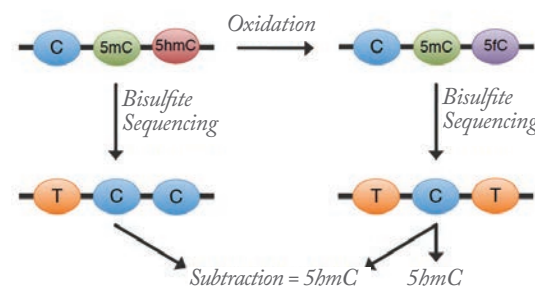 Oxidation
C 5mC 5hmC
C 5mC 5fC
Bisulfite
Sequencing
Bisulfite
Sequencing
T C C
T C T
Subtraction = 5hmC
5hmC